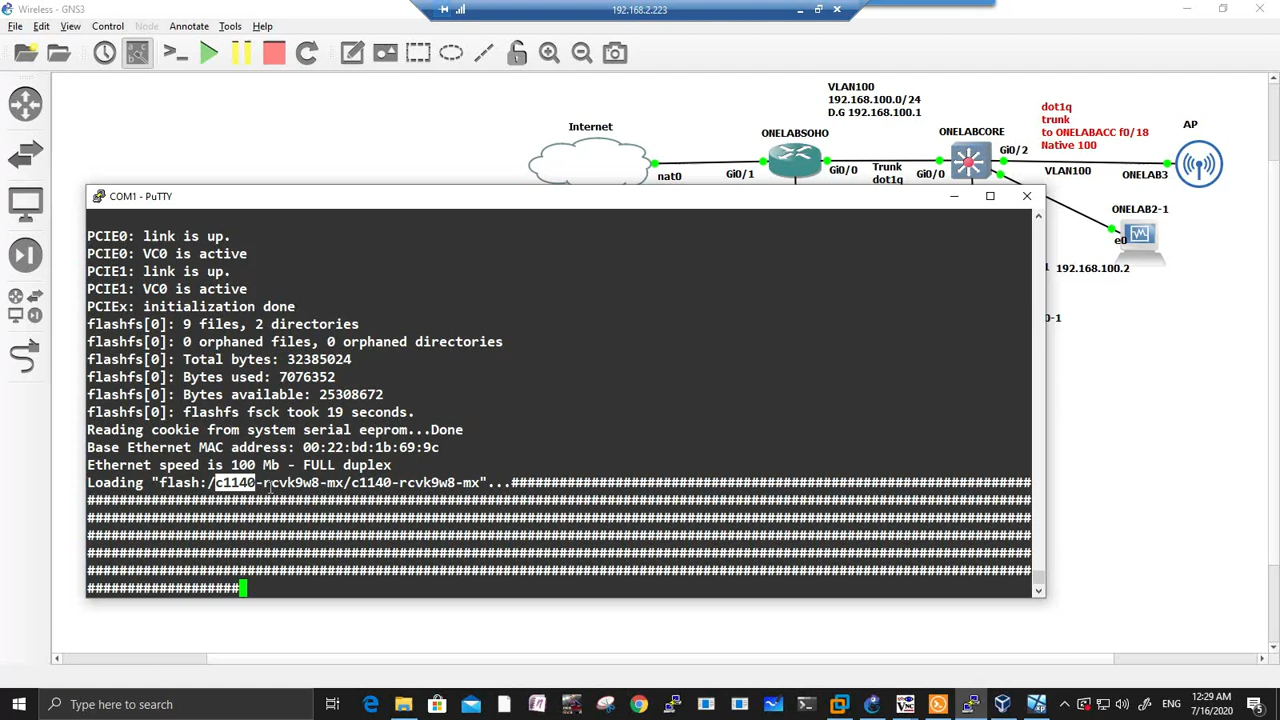 Wireless - GNS3
192.168.2.223
File Edit View Control Node Annotate Tools Help
VLAN100
192.168.100.0/24
D.G 192.168.100.1
dot1q
trunk
to ONELABACC f0/18
Native 100
Internet
ONELABSOHO
ONELABCORE
AP
nat0
Gi0/1
Gi0/0
Trunk
dot1q
Gi0/0
Gi0/2
VLAN100
ONELAB3
ONELAB2-1
e0
192.168.100.2
0-1
COM1 - PuTTY
PCIE0: link is up.
PCIE0: VC0 is active
PCIE1: link is up.
PCIE1: VC0 is active
PCIEx: initialization done
flashfs[0]: 9 files, 2 directories
flashfs[0]: 0 orphaned files, 0 orphaned directories
flashfs[0]: Total bytes: 32385024
flashfs[0]: Bytes used: 7076352
flashfs[0]: Bytes available: 25308672
flashfs[0]: flashfs fsck took 19 seconds.
Reading cookie from system serial eeprom...Done
Base Ethernet MAC address: 00:22:bd:1b:69:9c
Ethernet speed is 100 Mb - FULL duplex
Loading "flash:/c1140-rcvk9w8-mx/c1140-rcvk9w8-mx"...#################################################################
######################################################################################################################
######################################################################################################################
######################################################################################################################
######################################################################################################################
######################################################################################################################
###################
Type here to search
12:29 AM
7/16/2020